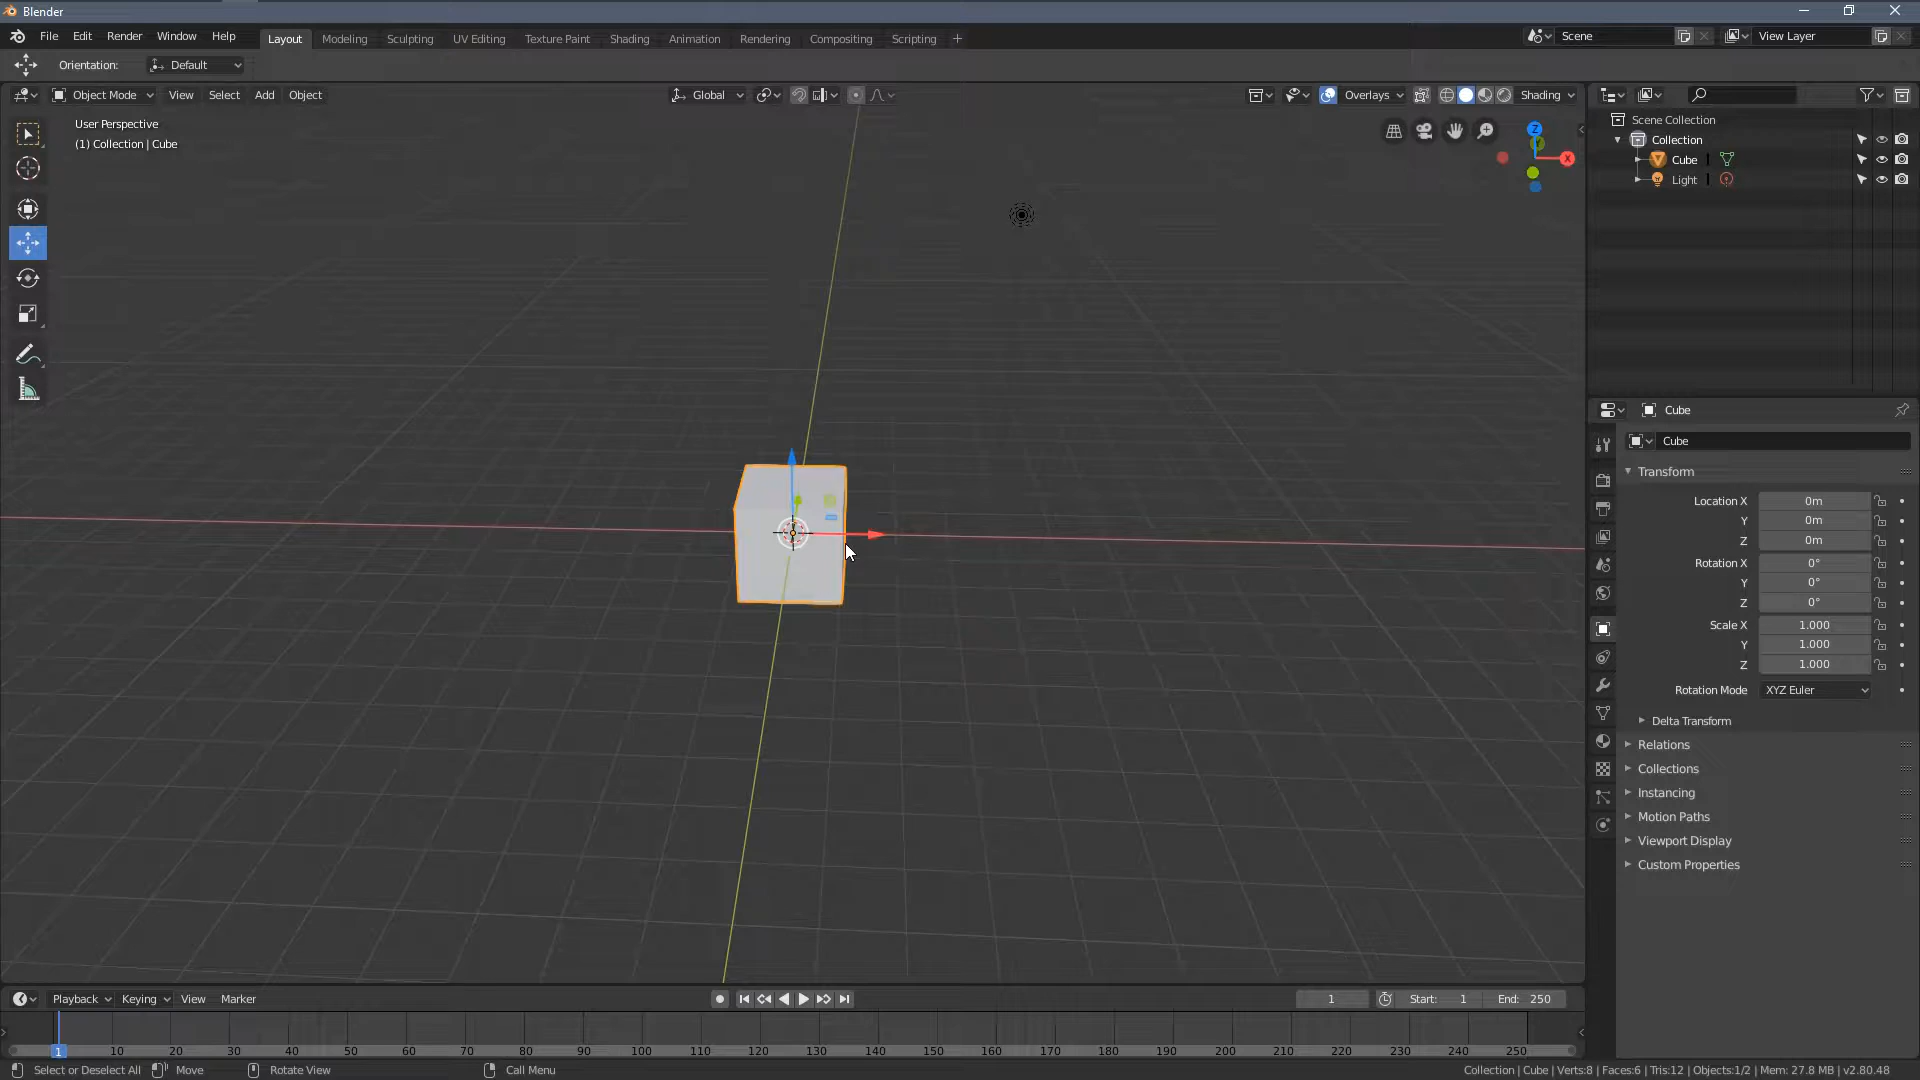 Blender
File Edit Render Window Help Layout Modeling Sculpting UV Editing Texture Paint Shading Animation Rendering Compositing Scripting + Scene View Layer
Orientation: Default
Object Mode View Select Add Object Global Overlays Shading
User Perspective
(1) Collection | Cube
Z
X
Scene Collection
Collection
Cube
Light
Cube
Cube
Transform
Location X 0m
Y 0m
Z 0m
Rotation X 0°
Y 0°
Z 0°
Scale X 1.000
Y 1.000
Z 1.000
Rotation Mode XYZ Euler
Delta Transform
Relations
Collections
Instancing
Motion Paths
Viewport Display
Custom Properties
Playback Keying View Marker 1 Start: 1 End: 250
1 10 20 30 40 50 60 70 80 90 100 110 120 130 140 150 160 170 180 190 200 210 220 230 240 250
Select or Deselect All Move Rotate View Call Menu Collection | Cube | Verts:8 | Faces:6 | Tris:12 | Objects:1/2 | Mem: 27.8 MB | v2.80.48